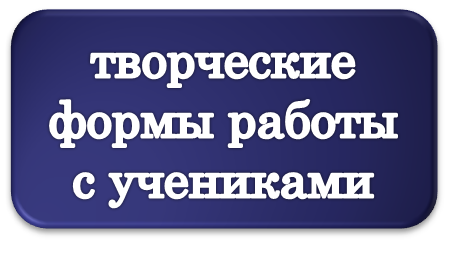 творческие
формы работы
с учениками